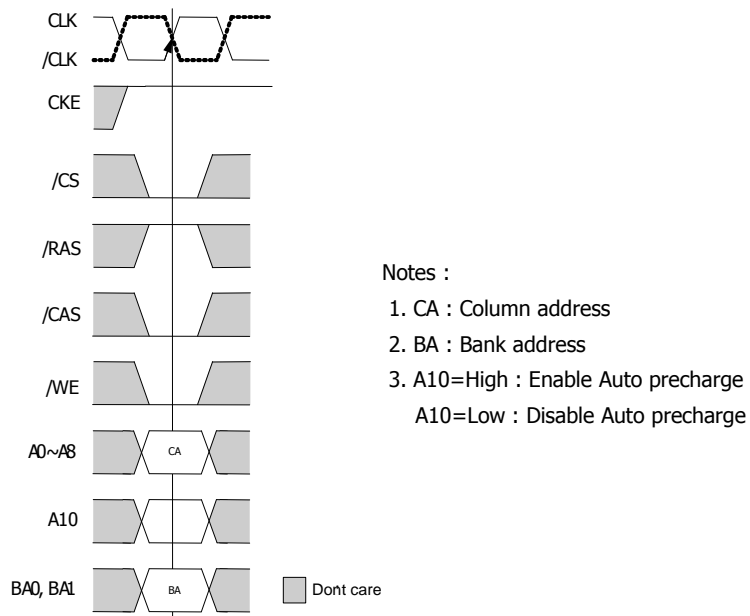 CLK
/CLK
CKE
/CS
/RAS
/CAS
/WE
A0~A8
CA
A10
BA0, BA1
BA
Don't care
Notes :
1. CA : Column address
2. BA : Bank address
3. A10=High : Enable Auto precharge
A10=Low : Disable Auto precharge